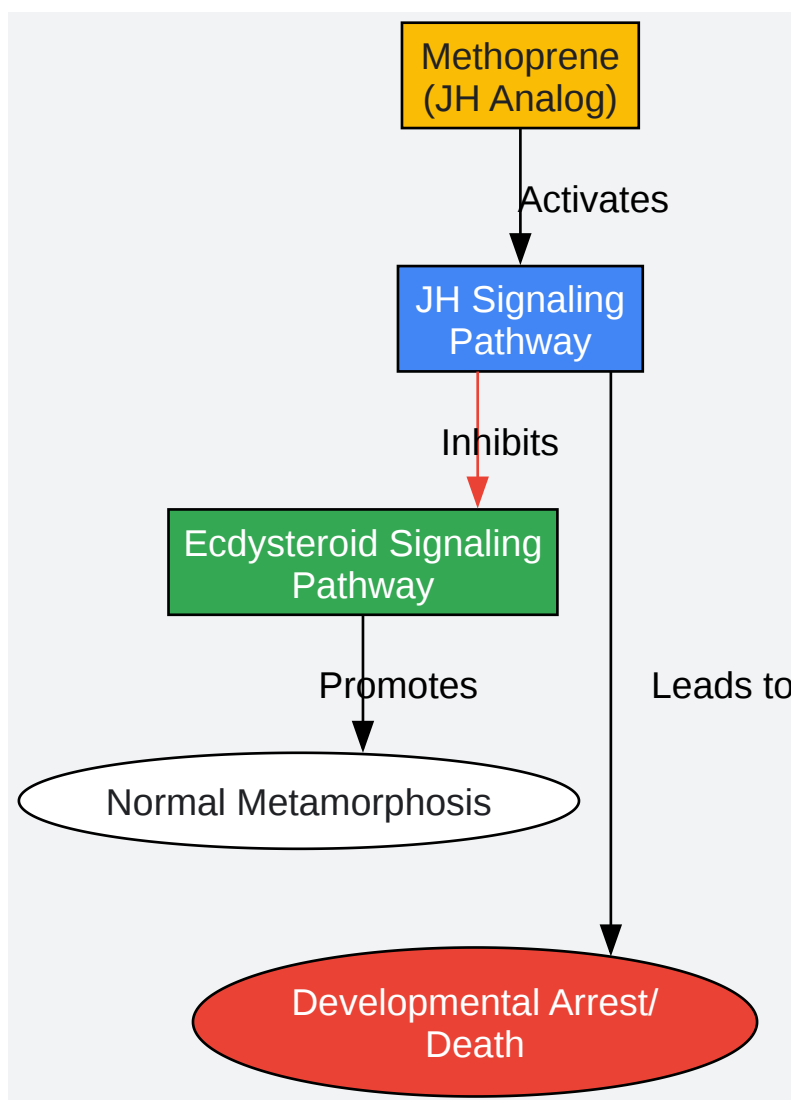 Methoprene
(JH Analog)
Activates
JH Signaling
Pathway
Inhibits
Ecdysteroid Signaling
Pathway
Promotes
Leads to
Normal Metamorphosis
Developmental Arrest/
Death